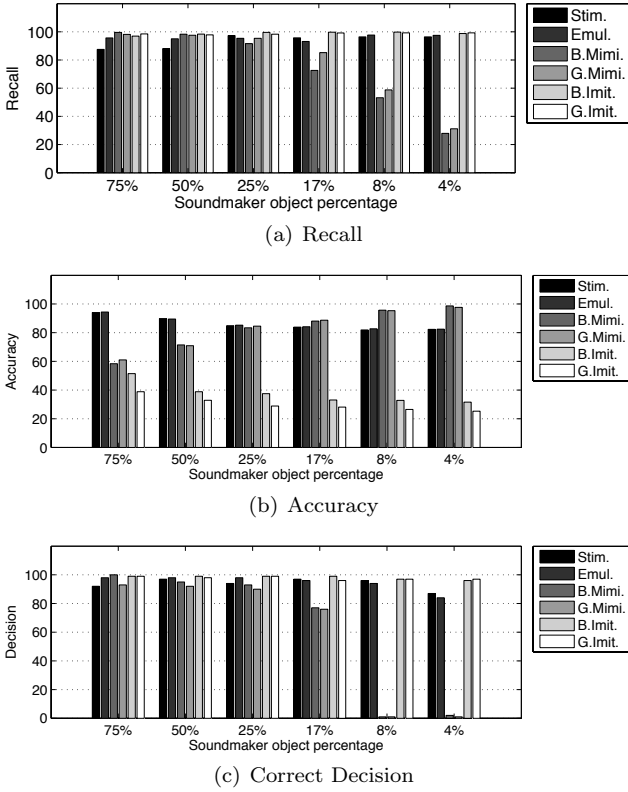 100
80
60
40
20
0
Recall
75% 50% 25% 17% 8% 4%
Soundmaker object percentage
Stim.
Emul.
B.Mimi.
G.Mimi.
B.Imit.
G.Imit.
(a) Recall
100
80
60
40
20
0
Accuracy
75% 50% 25% 17% 8% 4%
Soundmaker object percentage
Stim.
Emul.
B.Mimi.
G.Mimi.
B.Imit.
G.Imit.
(b) Accuracy
100
80
60
40
20
0
Decision
75% 50% 25% 17% 8% 4%
Soundmaker object percentage
Stim.
Emul.
B.Mimi.
G.Mimi.
B.Imit.
G.Imit.
(c) Correct Decision